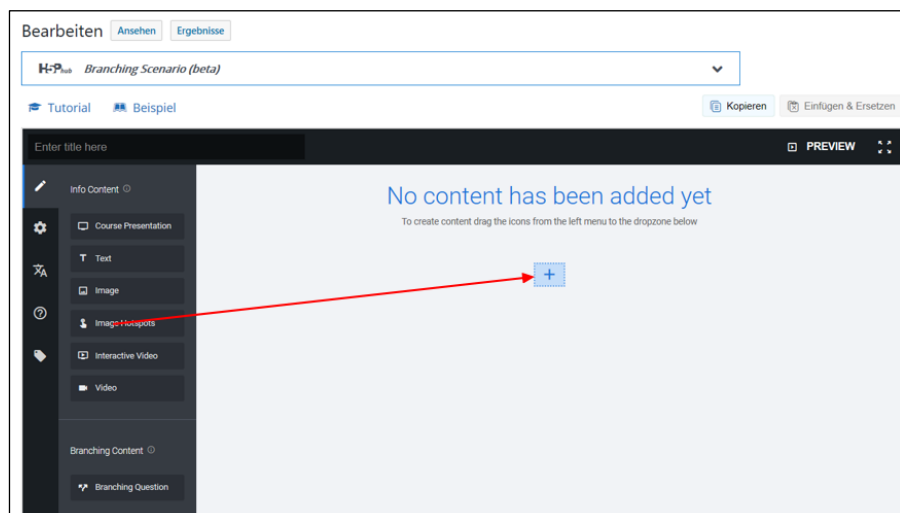 Bearbeiten Ansehen Ergebnisse
H5P hub Branching Scenario (beta)
Tutorial Beispiel Kopieren Einfügen & Ersetzen
Enter title here PREVIEW
Info Content
No content has been added yet
To create content drag the icons from the left menu to the dropzone below
Course Presentation
Text
Image
Image Hotspots
Interactive Video
Video
Branching Content
Branching Question